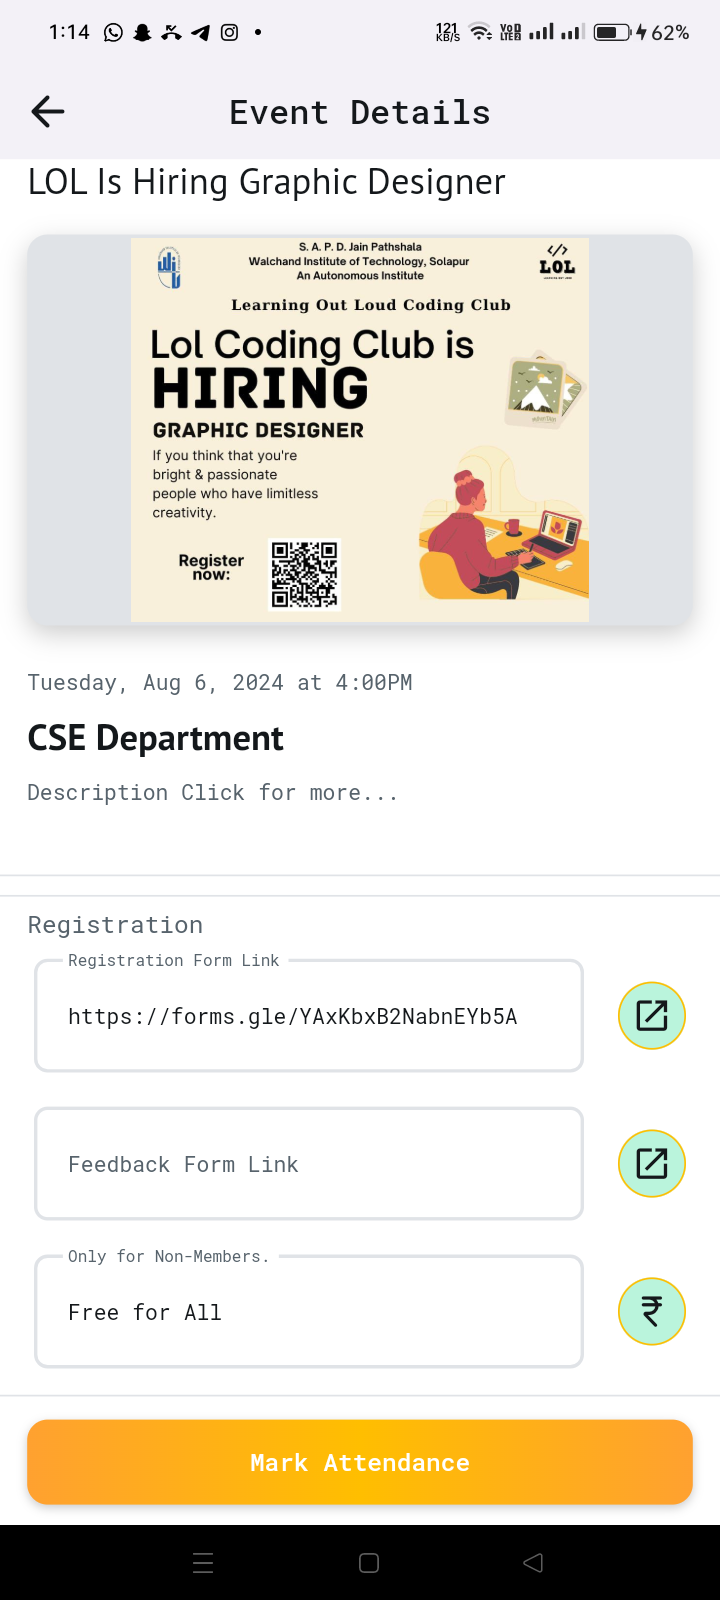 1:14
121
KB/S
VoD
LTE2
62%
Event Details
LOL Is Hiring Graphic Designer
S. A. P. D. Jain Pathshala
Walchand Institute of Technology, Solapur
An Autonomous Institute
</>
LOL
Learning Out Loud Coding Club
Lol Coding Club is
HIRING
GRAPHIC DESIGNER
If you think that you're
bright & passionate
people who have limitless
creativity.
Register
now:
Tuesday, Aug 6, 2024 at 4:00PM
CSE Department
Description Click for more...
Registration
Registration Form Link
https://forms.gle/YAxKbxB2NabnEYb5A
Feedback Form Link
Only for Non-Members.
Free for All
₹
Mark Attendance